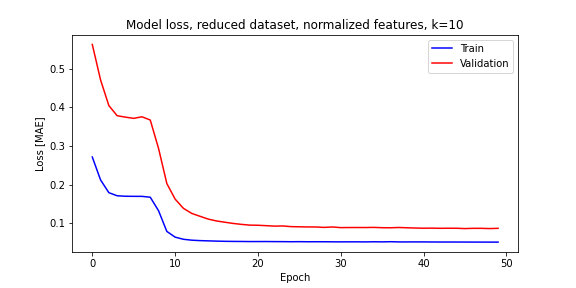 Model loss, reduced dataset, normalized features, k=10
Train
Validation
Loss [MAE]
0.5
0.4
0.3
0.2
0.1
0 10 20 30 40 50
Epoch